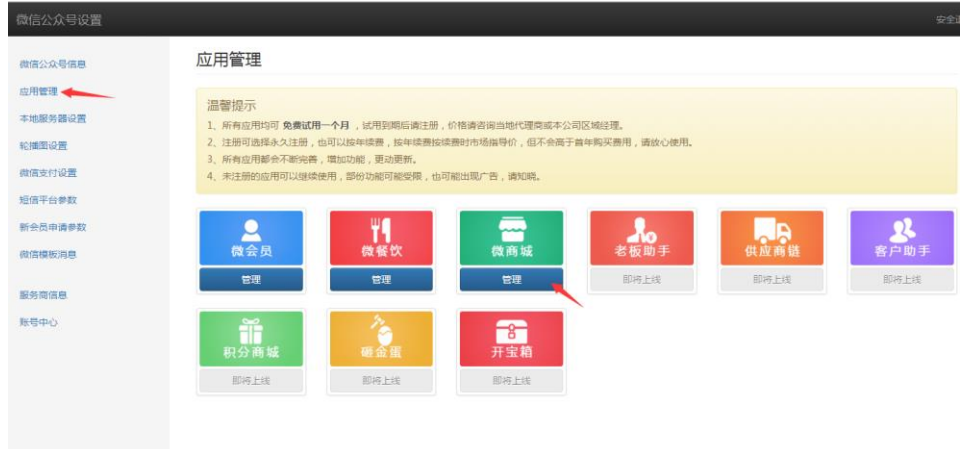 微信公众号设置
安全退
微信公众号信息
应用管理
本地服务器设置
轮播图设置
微信支付设置
短信平台参数
新会员申请参数
微信模板消息
服务商信息
账号中心
应用管理
温馨提示
1、所有应用均可 免费试用一个月 ，试用到期后请注册，价格请咨询当地代理商或本公司区域经理。
2、注册可选择永久注册，也可以按年续费，按年续费按续费时市场指导价，但不会高于首年购买费用，请放心使用。
3、所有应用都会不断完善，增加功能，更动更新。
4、未注册的应用可以继续使用，部份功能可能受限，也可能出现广告，请知晓。
微会员 微餐饮 微商城 老板助手 供应商链 客户助手
管理 管理 管理 即将上线 即将上线 即将上线
积分商城 砸金蛋 开宝箱
即将上线 即将上线 即将上线